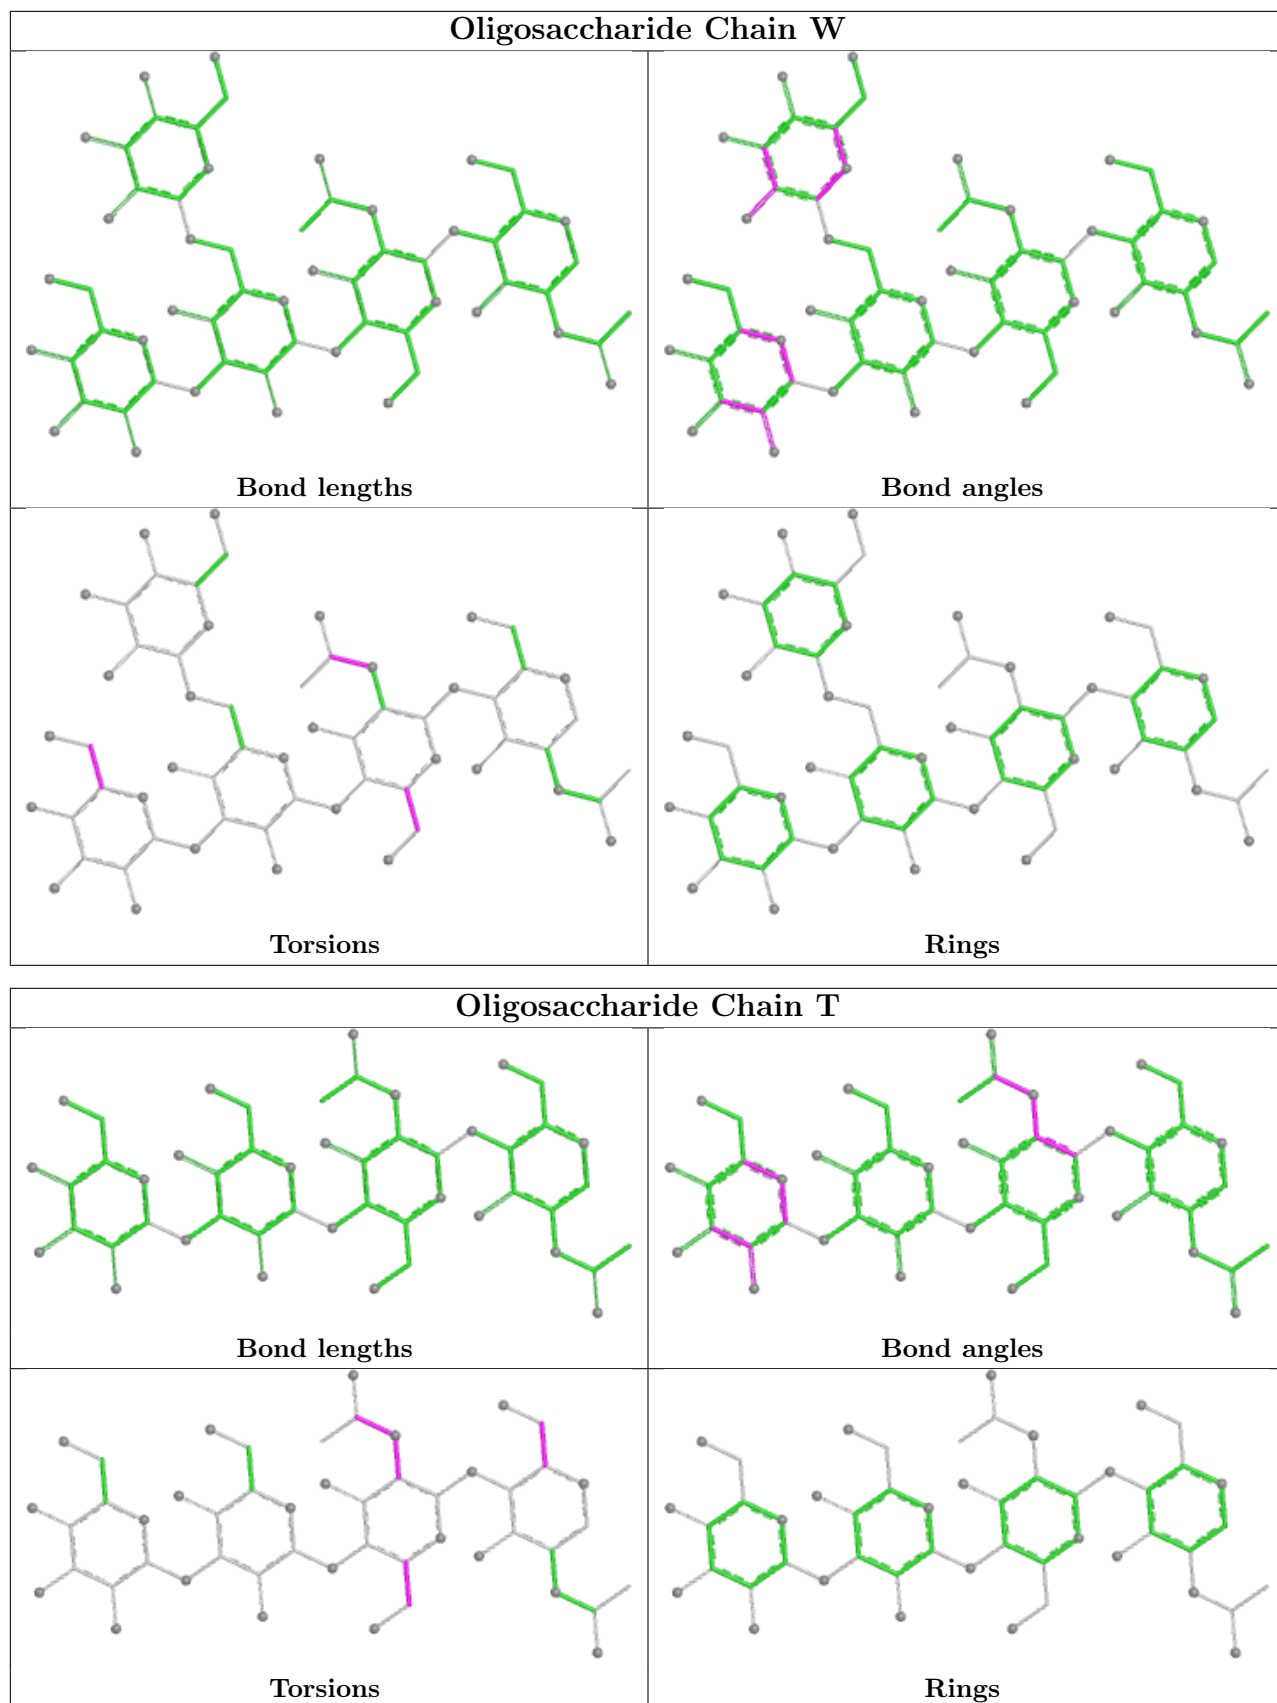 Oligosaccharide Chain W
Bond lengths
Bond angles
Torsions
Rings
Oligosaccharide Chain T
Bond lengths
Bond angles
Torsions
Rings